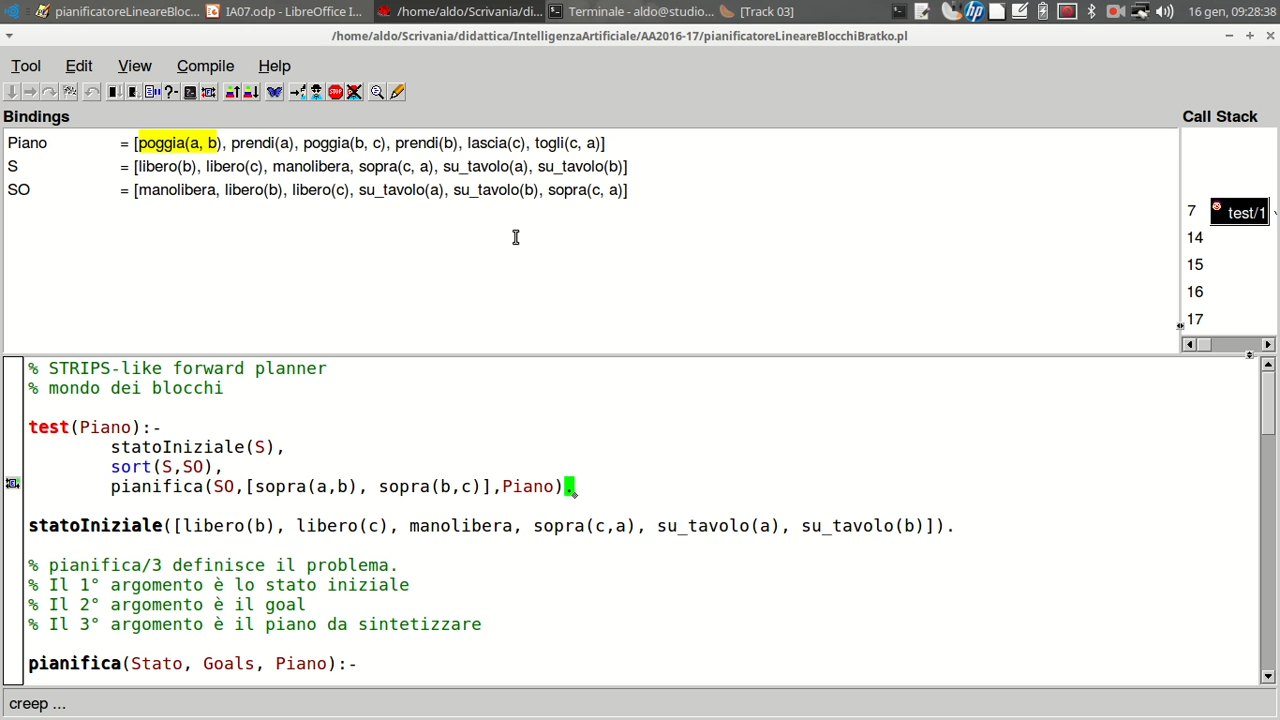 pianificatoreLineareBlocc... IA07.odp - LibreOffice I... /home/aldo/Scrivania/di... Terminale - aldo@studio... [Track 03] 16 gen, 09:28:38
/home/aldo/Scrivania/didattica/IntelligenzaArtificiale/AA2016-17/pianificatoreLineareBlocchiBratko.pl
Tool Edit View Compile Help
Bindings
Call Stack
Piano = [poggia(a, b), prendi(a), poggia(b, c), prendi(b), lascia(c), togli(c, a)]
S = [libero(b), libero(c), manolibera, sopra(c, a), su_tavolo(a), su_tavolo(b)]
SO = [manolibera, libero(b), libero(c), su_tavolo(a), su_tavolo(b), sopra(c, a)]
7 test/1
14
15
16
17
% STRIPS-like forward planner
% mondo dei blocchi
test(Piano):-
statoIniziale(S),
sort(S,SO),
pianifica(SO,[sopra(a,b), sopra(b,c)],Piano).
statoIniziale([libero(b), libero(c), manolibera, sopra(c,a), su_tavolo(a), su_tavolo(b)]).
% pianifica/3 definisce il problema.
% Il 1° argomento è lo stato iniziale
% Il 2° argomento è il goal
% Il 3° argomento è il piano da sintetizzare
pianifica(Stato, Goals, Piano):-
creep ...